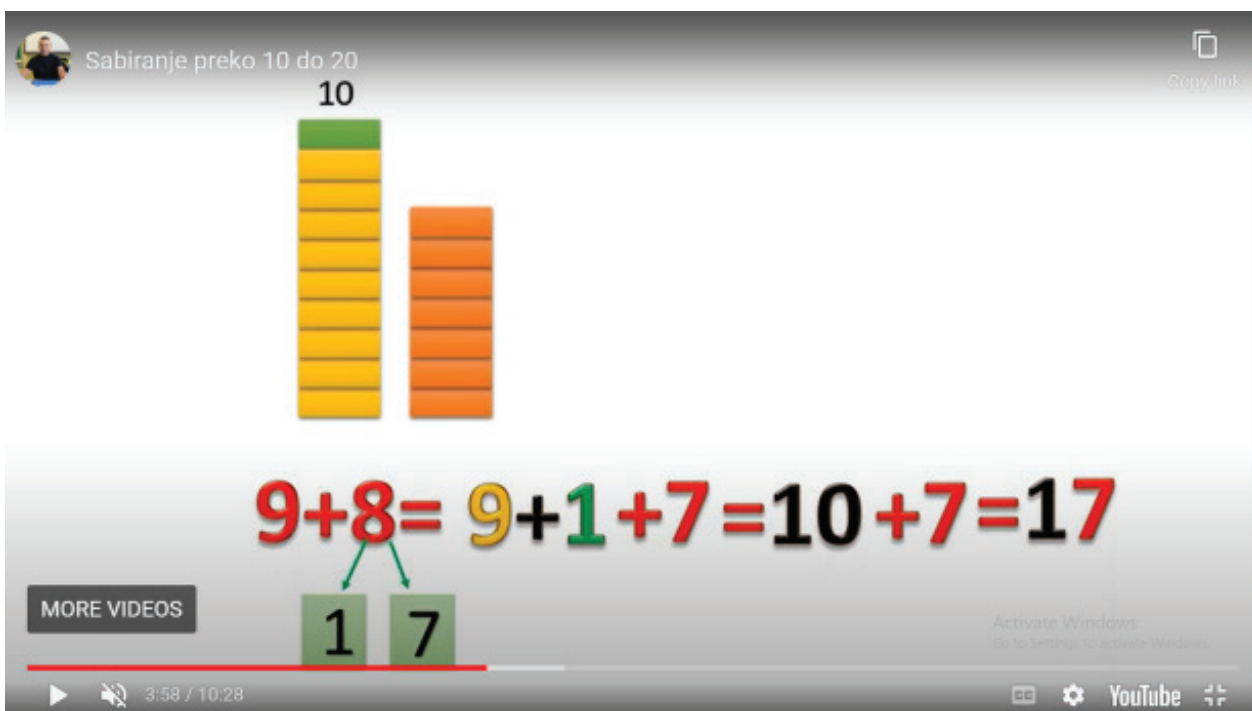 Sabiranje preko 10 do 20
Copy link
10
9+8= 9+1+7=10+7=17
1 7
MORE VIDEOS
Activate Windows
Go to Settings to activate Windows.
3:58 / 10:28
CC
YouTube